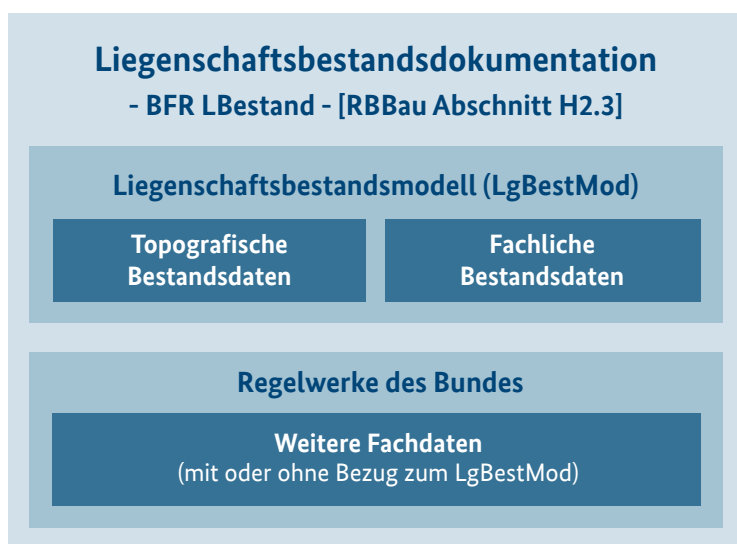 Liegenschaftsbestandsdokumentation
- BFR LBestand - [RBBau Abschnitt H2.3]
Liegenschaftsbestandsmodell (LgBestMod)
Topografische
Bestandsdaten
Fachliche
Bestandsdaten
Regelwerke des Bundes
Weitere Fachdaten
(mit oder ohne Bezug zum LgBestMod)